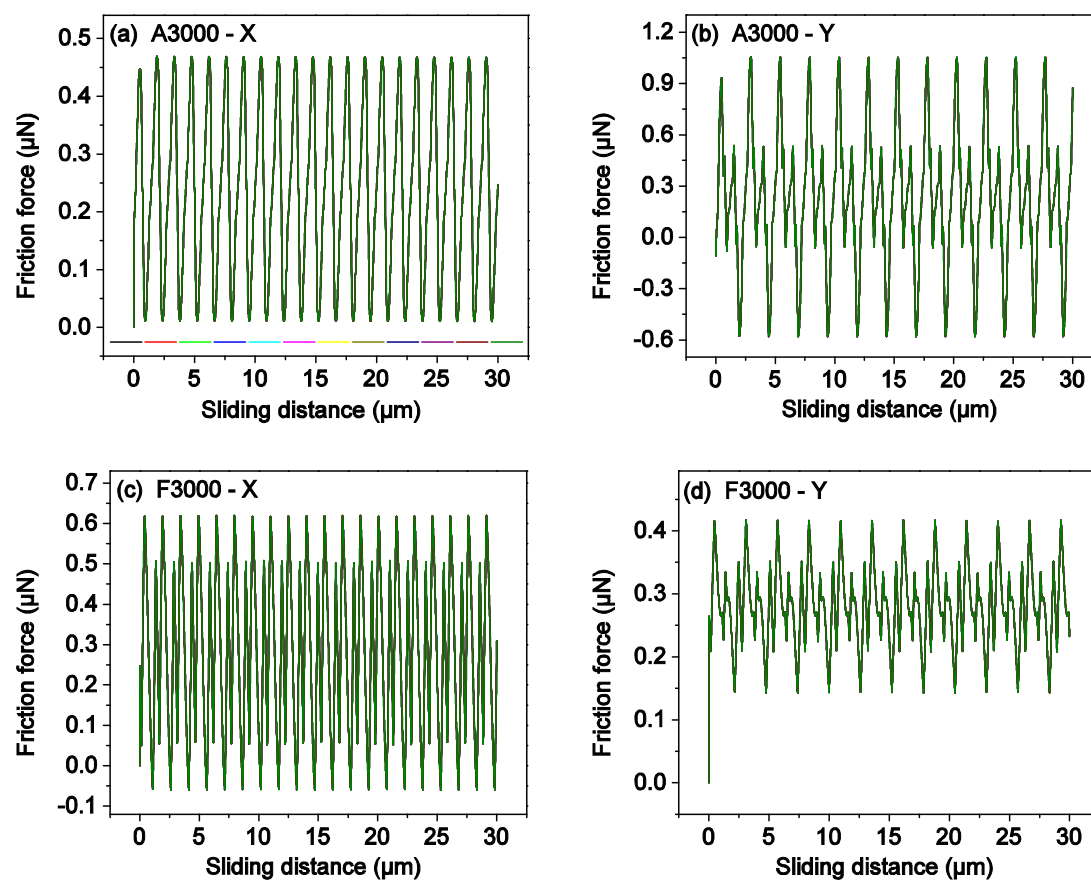 (a) A3000 - X
0.5
0.4
0.3
0.2
0.1
0.0
Friction force (µN)
0 5 10 15 20 25 30
Sliding distance (µm)
(b) A3000 - Y
1.2
0.9
0.6
0.3
0.0
-0.3
-0.6
Friction force (µN)
0 5 10 15 20 25 30
Sliding distance (µm)
(c) F3000 - X
0.7
0.6
0.5
0.4
0.3
0.2
0.1
0.0
-0.1
Friction force (µN)
0 5 10 15 20 25 30
Sliding distance (µm)
(d) F3000 - Y
0.4
0.3
0.2
0.1
0.0
Friction force (µN)
0 5 10 15 20 25 30
Sliding distance (µm)